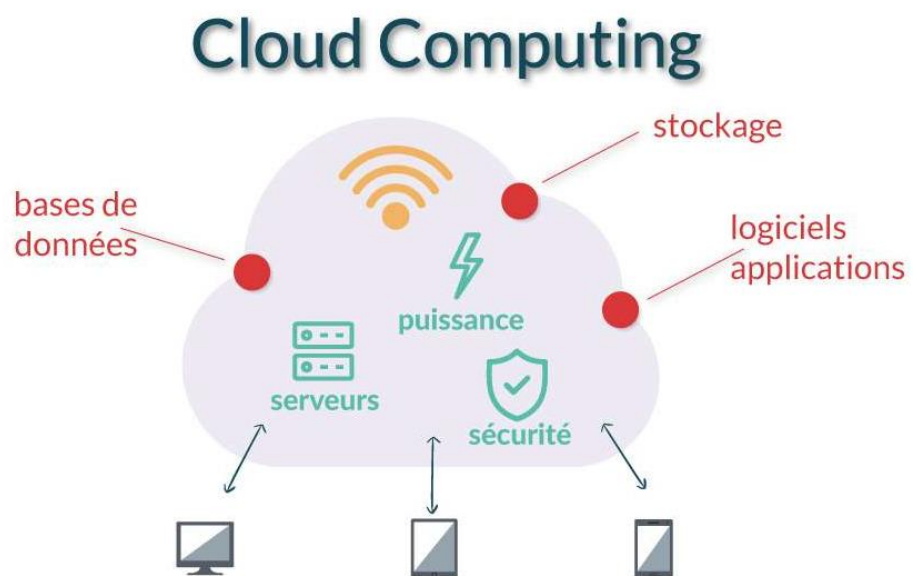 Cloud Computing
stockage
bases de
données
logiciels
applications
puissance
serveurs
sécurité